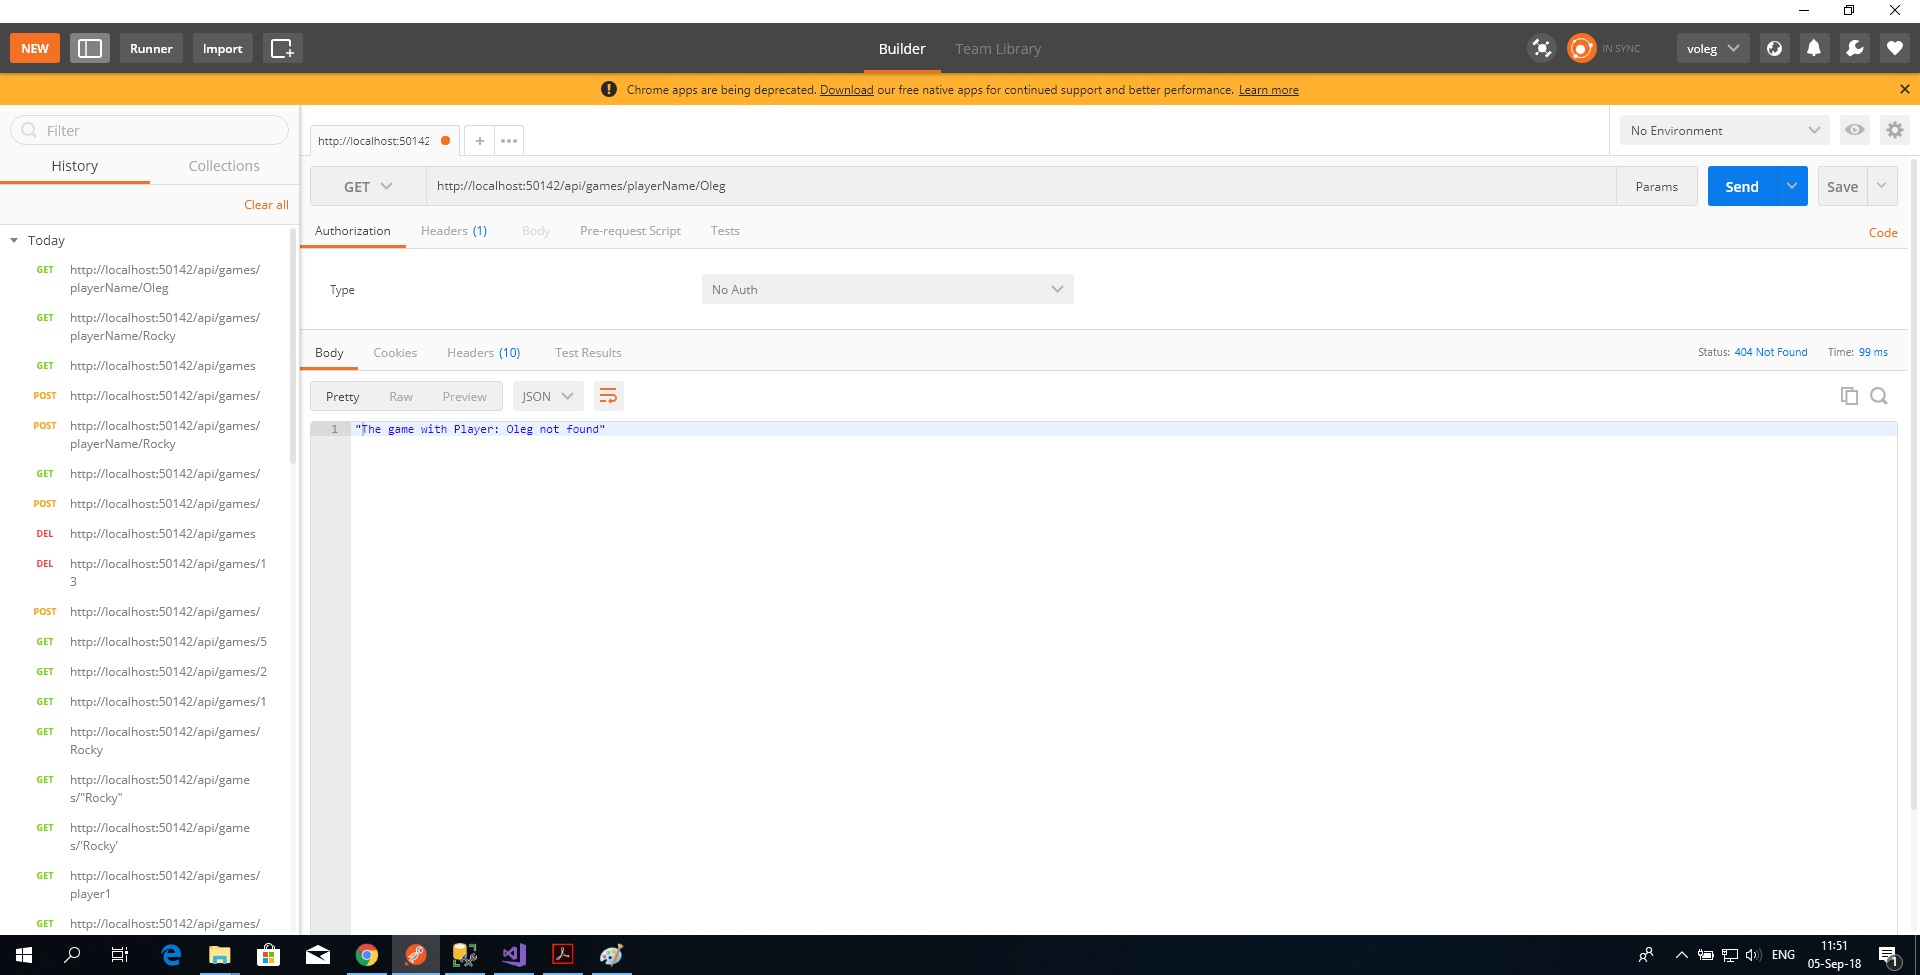 NEW
Runner
Import
Builder
Team Library
IN SYNC
voleg
Chrome apps are being deprecated. Download our free native apps for continued support and better performance. Learn more
Filter
History
Collections
Clear all
Today
GET http://localhost:50142/api/games/
playerName/Oleg
GET http://localhost:50142/api/games/
playerName/Rocky
GET http://localhost:50142/api/games
POST http://localhost:50142/api/games/
POST http://localhost:50142/api/games/
playerName/Rocky
GET http://localhost:50142/api/games/
POST http://localhost:50142/api/games/
DEL http://localhost:50142/api/games
DEL http://localhost:50142/api/games/1
3
POST http://localhost:50142/api/games/
GET http://localhost:50142/api/games/5
GET http://localhost:50142/api/games/2
GET http://localhost:50142/api/games/1
GET http://localhost:50142/api/games/
Rocky
GET http://localhost:50142/api/game
s/"Rocky"
GET http://localhost:50142/api/game
s/'Rocky'
GET http://localhost:50142/api/games/
player1
GET http://localhost:50142/api/games/
http://localhost:50142
No Environment
GET
http://localhost:50142/api/games/playerName/Oleg
Params
Send
Save
Authorization
Headers (1)
Body
Pre-request Script
Tests
Code
Type
No Auth
Body
Cookies
Headers (10)
Test Results
Status: 404 Not Found
Time: 99 ms
Pretty
Raw
Preview
JSON
1 "The game with Player: Oleg not found"
ENG
11:51
05-Sep-18
1